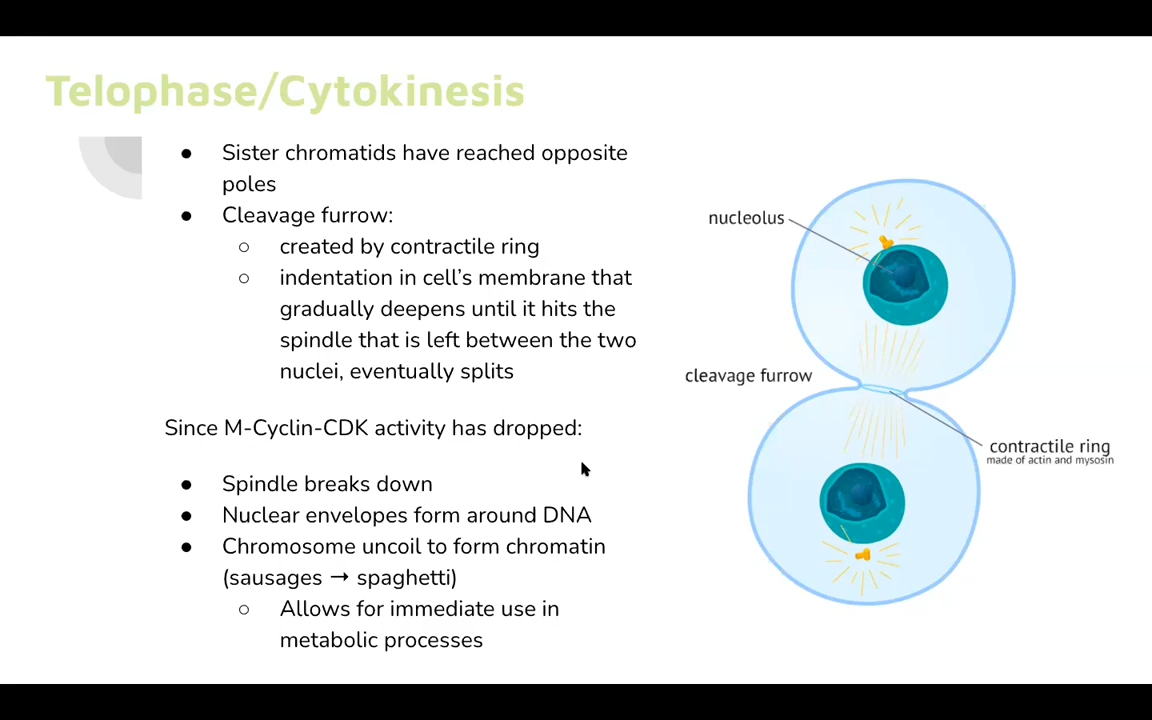 Telophase/Cytokinesis
● Sister chromatids have reached opposite
poles
● Cleavage furrow:
○ created by contractile ring
○ indentation in cell's membrane that
gradually deepens until it hits the
spindle that is left between the two
nuclei, eventually splits
Since M-Cyclin-CDK activity has dropped:
● Spindle breaks down
● Nuclear envelopes form around DNA
● Chromosome uncoil to form chromatin
(sausages → spaghetti)
○ Allows for immediate use in
metabolic processes
nucleolus
cleavage furrow
contractile ring
made of actin and mysosin